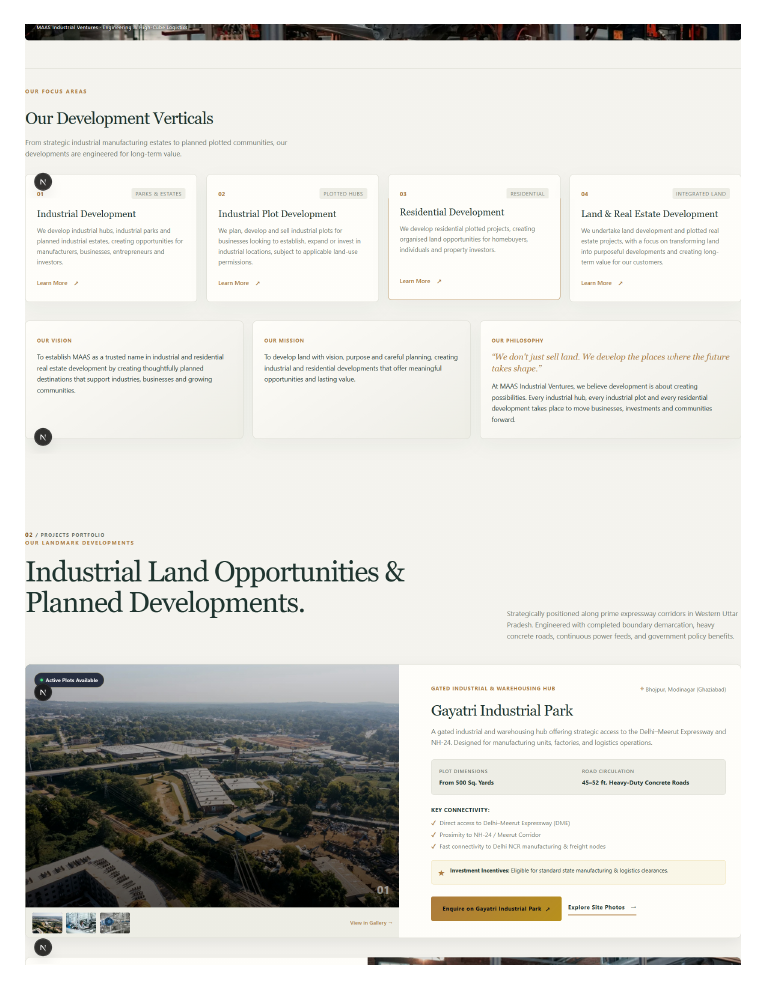 MAAS Industrial Ventures · Engineering & High-Cube Logistics
OUR FOCUS AREAS
Our Development Verticals
From strategic industrial manufacturing estates to planned plotted communities, our
developments are engineered for long-term value.
N
01
PARKS & ESTATES
Industrial Development
We develop industrial hubs, industrial parks and
planned industrial estates, creating opportunities for
manufacturers, businesses, entrepreneurs and
investors.
Learn More ↗
02
PLOTTED HUBS
Industrial Plot Development
We plan, develop and sell industrial plots for
businesses looking to establish, expand or invest in
industrial locations, subject to applicable land-use
permissions.
Learn More ↗
03
RESIDENTIAL
Residential Development
We develop residential plotted projects, creating
organised land opportunities for homebuyers,
individuals and property investors.
Learn More ↗
04
INTEGRATED LAND
Land & Real Estate Development
We undertake land development and plotted real
estate projects, with a focus on transforming land
into purposeful developments and creating long-
term value for our customers.
Learn More ↗
OUR VISION
To establish MAAS as a trusted name in industrial and residential
real estate development by creating thoughtfully planned
destinations that support industries, businesses and growing
communities.
N
OUR MISSION
To develop land with vision, purpose and careful planning, creating
industrial and residential developments that offer meaningful
opportunities and lasting value.
OUR PHILOSOPHY
"We don't just sell land. We develop the places where the future
takes shape."
At MAAS Industrial Ventures, we believe development is about creating
possibilities. Every industrial hub, every industrial plot and every residential
development takes place to move businesses, investments and communities
forward.
02 / PROJECTS PORTFOLIO
OUR LANDMARK DEVELOPMENTS
Industrial Land Opportunities &
Planned Developments.
Strategically positioned along prime expressway corridors in Western Uttar
Pradesh. Engineered with completed boundary demarcation, heavy
concrete roads, continuous power feeds, and government policy benefits.
Active Plots Available
N
01
View in Gallery →
N
GATED INDUSTRIAL & WAREHOUSING HUB
Bhojpur, Modinagar (Ghaziabad)
Gayatri Industrial Park
A gated industrial and warehousing hub offering strategic access to the Delhi–Meerut Expressway and
NH-24. Designed for manufacturing units, factories, and logistics operations.
PLOT DIMENSIONS
From 500 Sq. Yards
ROAD CIRCULATION
45–52 ft. Heavy-Duty Concrete Roads
KEY CONNECTIVITY:
✓ Direct access to Delhi–Meerut Expressway (DME)
✓ Proximity to NH-24 / Meerut Corridor
✓ Fast connectivity to Delhi NCR manufacturing & freight nodes
★ Investment Incentives: Eligible for standard state manufacturing & logistics clearances.
Enquire on Gayatri Industrial Park ↗
Explore Site Photos →